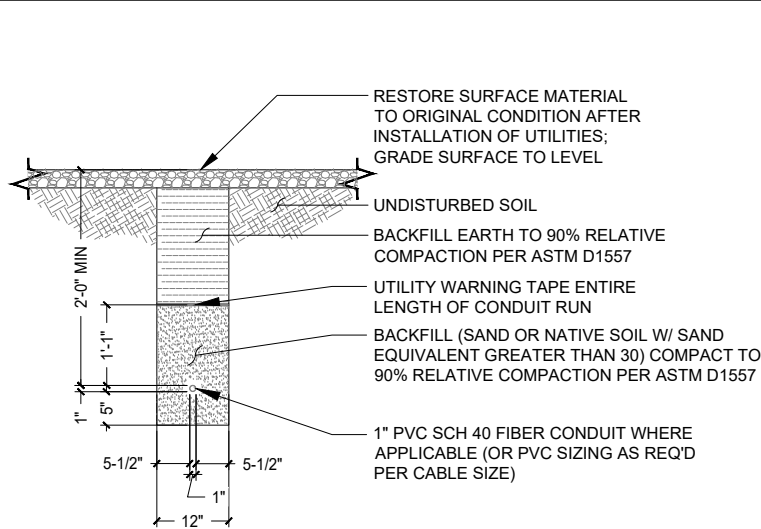 RESTORE SURFACE MATERIAL
TO ORIGINAL CONDITION AFTER
INSTALLATION OF UTILITIES;
GRADE SURFACE TO LEVEL
UNDISTURBED SOIL
BACKFILL EARTH TO 90% RELATIVE
COMPACTION PER ASTM D1557
UTILITY WARNING TAPE ENTIRE
LENGTH OF CONDUIT RUN
BACKFILL (SAND OR NATIVE SOIL W/ SAND
EQUIVALENT GREATER THAN 30) COMPACT TO
90% RELATIVE COMPACTION PER ASTM D1557
1" PVC SCH 40 FIBER CONDUIT WHERE
APPLICABLE (OR PVC SIZING AS REQ'D
PER CABLE SIZE)
2'-0" MIN
1'-1"
1"
5"
5-1/2"
5-1/2"
1"
12"